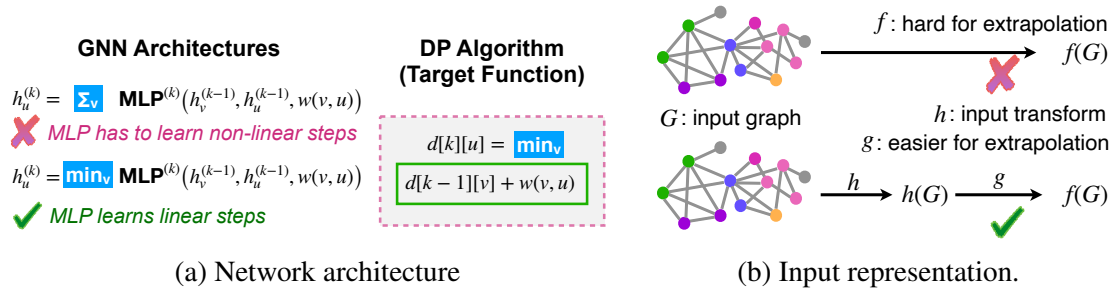 GNN Architectures
h_u^{(k)} = Σ_v MLP^{(k)}(h_v^{(k-1)}, h_u^{(k-1)}, w(v, u))
MLP has to learn non-linear steps
h_u^{(k)} = min_v MLP^{(k)}(h_v^{(k-1)}, h_u^{(k-1)}, w(v, u))
MLP learns linear steps
DP Algorithm
(Target Function)
d[k][u] = min_v
d[k − 1][v] + w(v, u)
(a) Network architecture
f : hard for extrapolation
f(G)
G: input graph
h: input transform
g: easier for extrapolation
h
h(G)
g
f(G)
(b) Input representation.